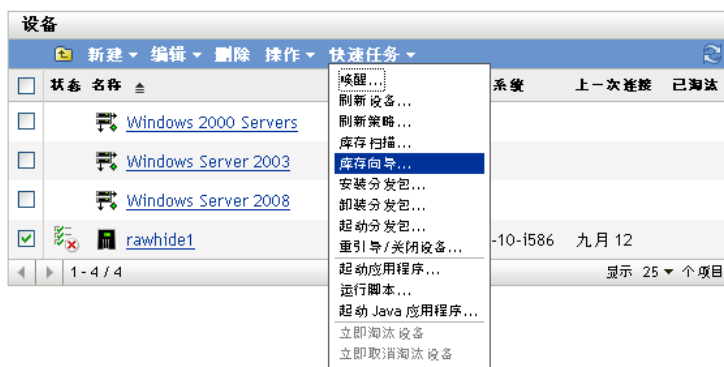 设备
新建 编辑 删除 操作 快速任务
状态 名称 系统 上一次连接 已淘汰
Windows 2000 Servers
Windows Server 2003
Windows Server 2008
rawhide1 -10-i586 九月 12
1 - 4 / 4 显示 25 个项目
唤醒...
刷新设备...
刷新策略...
库存扫描...
库存向导...
安装分发包...
卸装分发包...
起动分发包...
重引导/关闭设备...
起动应用程序...
运行脚本...
起动 Java 应用程序...
立即淘汰设备
立即取消淘汰设备